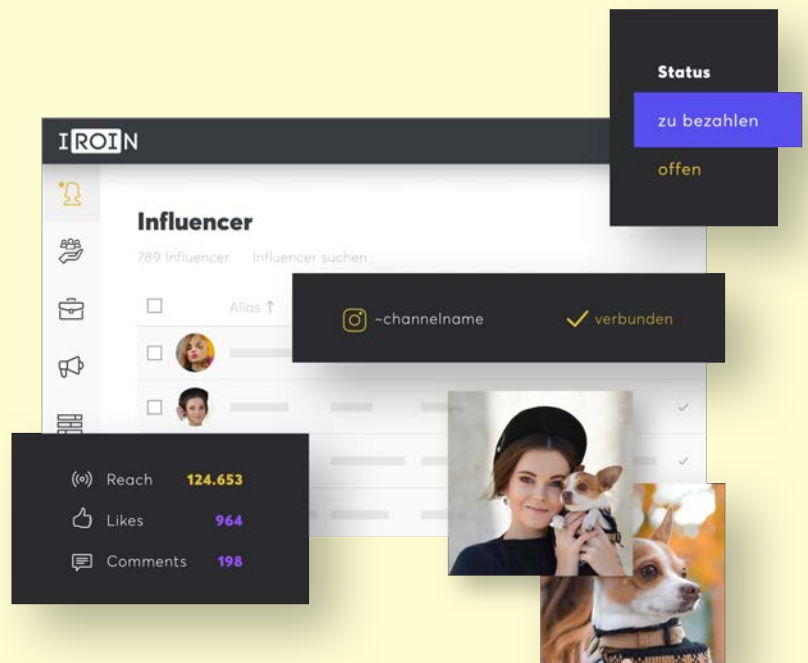 Status
zu bezahlen
offen
IROIN
Influencer
789 Influencer Influencer suchen
Alias ↑
~channelname verbunden
Reach 124.653
Likes 964
Comments 198